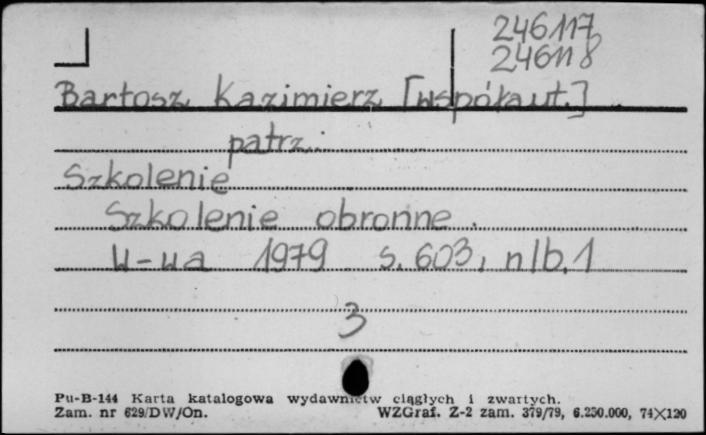 246117
246118
Bartosz Kazimierz [współaut.]
patrz:
Szkolenie
Szkolenie obronne.
W-wa 1979 s. 603, nlb. 1
3
Pu-B-144 Karta katalogowa wydawnictw ciągłych i zwartych.
Zam. nr 629/DW/On. WZGraf. Z-2 zam. 379/79, 6.250.000, 74X120